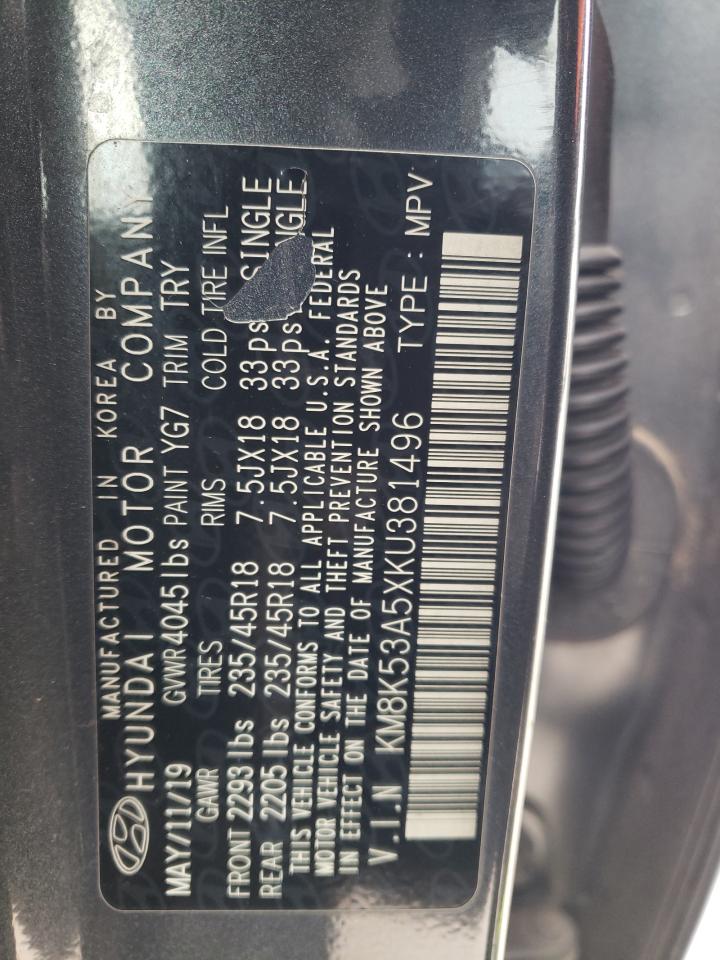 MANUFACTURED IN KOREA BY
HYUNDAI MOTOR COMPANY
MAY/11/19 GVWR 4045 lbs PAINT YG7 TRIM TRY
GAWR TIRES RIMS COLD TIRE INFL
FRONT 2293 lbs 235/45R18 7.5JX18 33 psi SINGLE
REAR 2205 lbs 235/45R18 7.5JX18 33 psi
THIS VEHICLE CONFORMS TO ALL APPLICABLE U.S.A. FEDERAL
MOTOR VEHICLE SAFETY AND THEFT PREVENTION STANDARDS
IN EFFECT ON THE DATE OF MANUFACTURE SHOWN ABOVE
V.I.N KM8K53A5XKU381496 TYPE : MPV